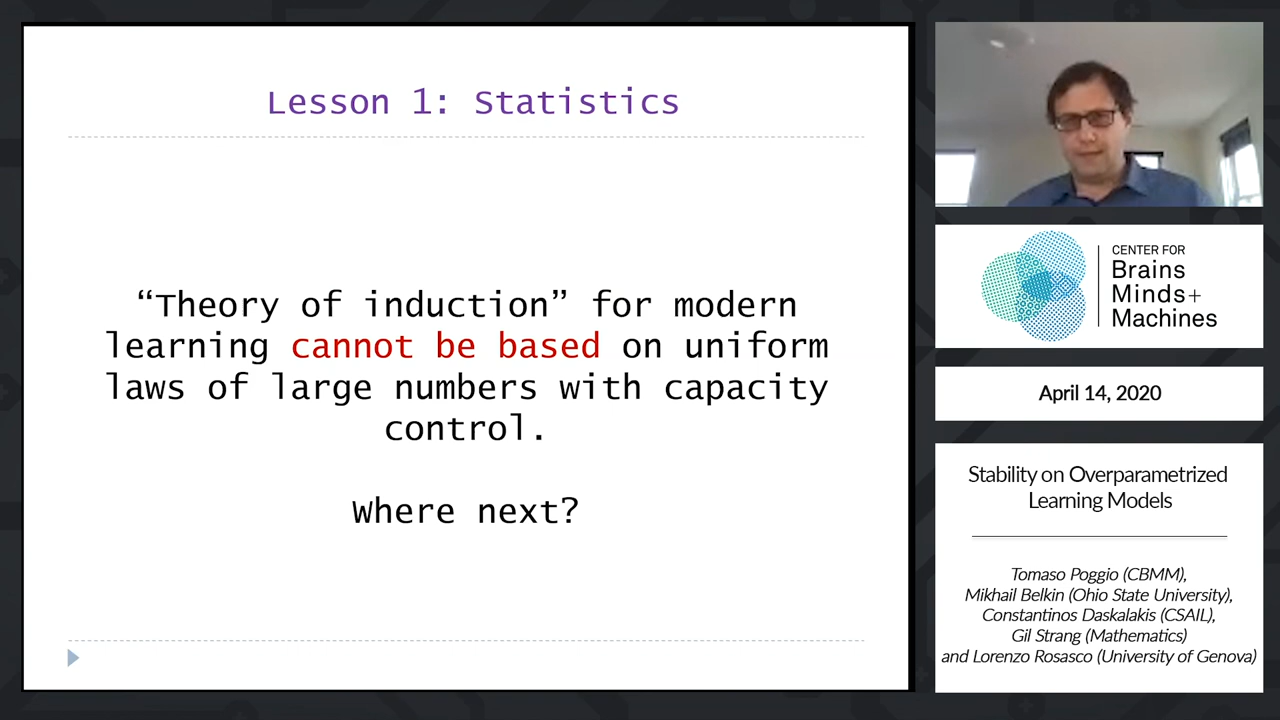 Lesson 1: Statistics
“Theory of induction” for modern
learning cannot be based on uniform
laws of large numbers with capacity
control.
Where next?
CENTER FOR
Brains
Minds+
Machines
April 14, 2020
Stability on Overparametrized
Learning Models
Tomaso Poggio (CBMM),
Mikhail Belkin (Ohio State University),
Constantinos Daskalakis (CSAIL),
Gil Strang (Mathematics)
and Lorenzo Rosasco (University of Genova)